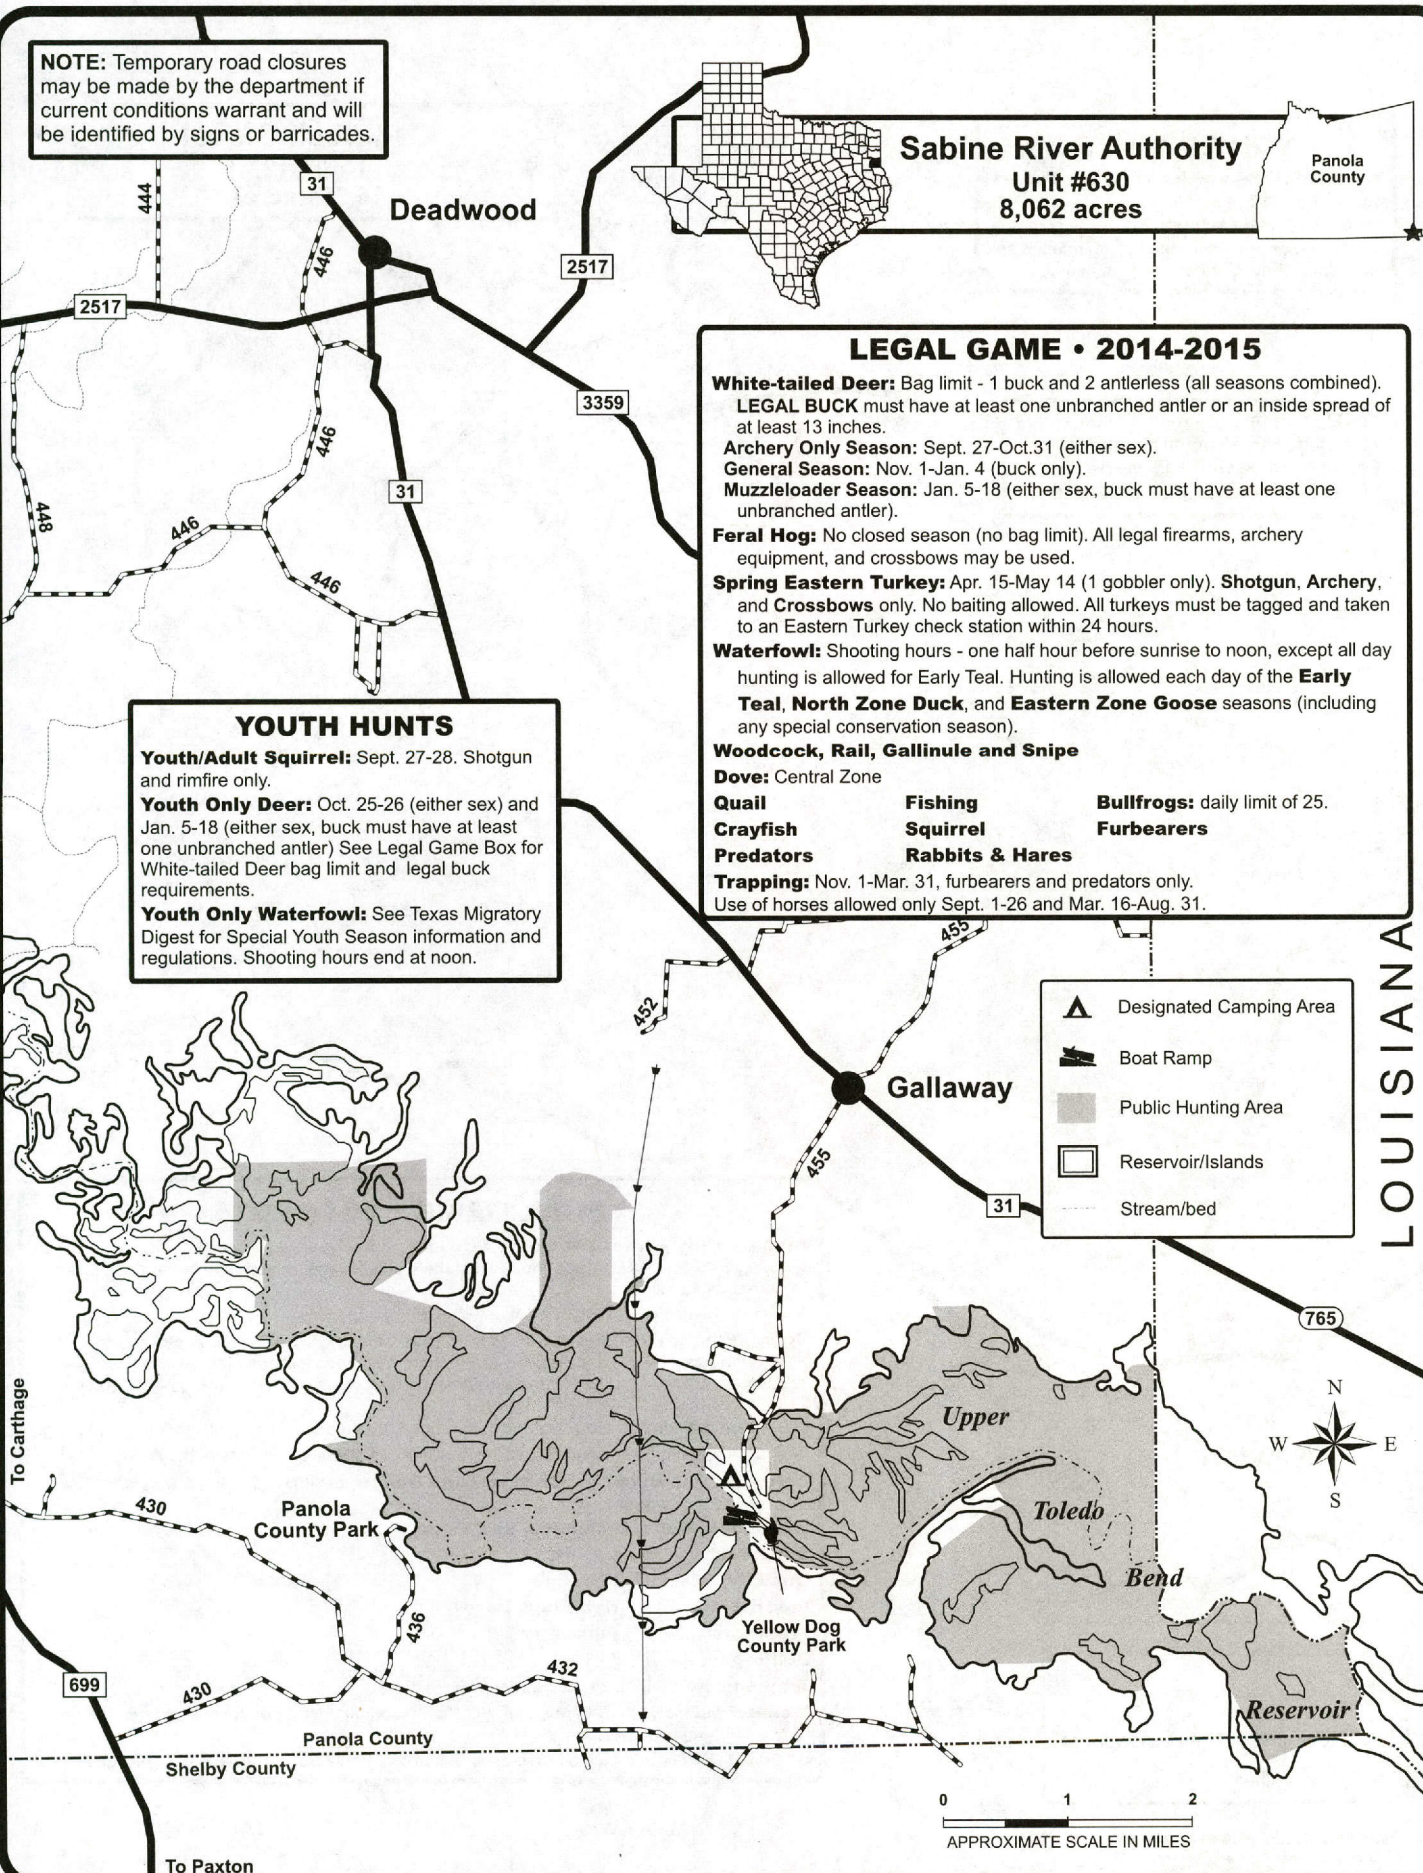 NOTE: Temporary road closures
may be made by the department if
current conditions warrant and will
be identified by signs or barricades.
Sabine River Authority
Unit #630
8,062 acres
Panola
County
444
31
Deadwood
446
2517
2517
3359
446
31
448
446
446
LEGAL GAME • 2014-2015
White-tailed Deer: Bag limit - 1 buck and 2 antlerless (all seasons combined).
LEGAL BUCK must have at least one unbranched antler or an inside spread of
at least 13 inches.
Archery Only Season: Sept. 27-Oct.31 (either sex).
General Season: Nov. 1-Jan. 4 (buck only).
Muzzleloader Season: Jan. 5-18 (either sex, buck must have at least one
unbranched antler).
Feral Hog: No closed season (no bag limit). All legal firearms, archery
equipment, and crossbows may be used.
Spring Eastern Turkey: Apr. 15-May 14 (1 gobbler only). Shotgun, Archery,
and Crossbows only. No baiting allowed. All turkeys must be tagged and taken
to an Eastern Turkey check station within 24 hours.
Waterfowl: Shooting hours - one half hour before sunrise to noon, except all day
hunting is allowed for Early Teal. Hunting is allowed each day of the Early
Teal, North Zone Duck, and Eastern Zone Goose seasons (including
any special conservation season).
Woodcock, Rail, Gallinule and Snipe
Dove: Central Zone
Quail Fishing Bullfrogs: daily limit of 25.
Crayfish Squirrel Furbearers
Predators Rabbits & Hares
Trapping: Nov. 1-Mar. 31, furbearers and predators only.
Use of horses allowed only Sept. 1-26 and Mar. 16-Aug. 31.
YOUTH HUNTS
Youth/Adult Squirrel: Sept. 27-28. Shotgun
and rimfire only.
Youth Only Deer: Oct. 25-26 (either sex) and
Jan. 5-18 (either sex, buck must have at least
one unbranched antler) See Legal Game Box for
White-tailed Deer bag limit and legal buck
requirements.
Youth Only Waterfowl: See Texas Migratory
Digest for Special Youth Season information and
regulations. Shooting hours end at noon.
455
452
LOUISIANA
Designated Camping Area
Boat Ramp
Public Hunting Area
Reservoir/Islands
Stream/bed
Gallaway
455
31
765
N
W E
S
To Carthage
Upper
Toledo
Bend
Reservoir
430
Panola
County Park
436
Yellow Dog
County Park
432
699
430
Panola County
Shelby County
0 1 2
APPROXIMATE SCALE IN MILES
To Paxton